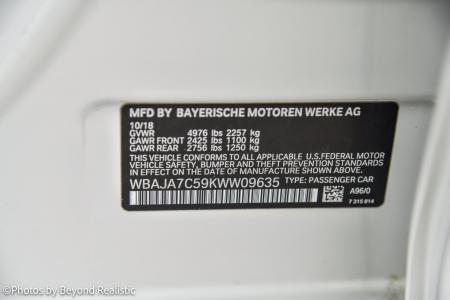 MFD BY BAYERISCHE MOTOREN WERKE AG
10/18
GVWR 4976 lbs 2257 kg
GAWR FRONT 2425 lbs 1100 kg
GAWR REAR 2756 lbs 1250 kg
THIS VEHICLE CONFORMS TO ALL APPLICABLE U.S.FEDERAL MOTOR
VEHICLE SAFETY, BUMPER AND THEFT PREVENTION STANDARDS
IN EFFECT ON THE DATE OF MANUFACTURE SHOWN ABOVE.
WBAJA7C59KWW09635 TYPE: PASSENGER CAR
A96/0
7 315 814
©Photos by Beyond Realistic